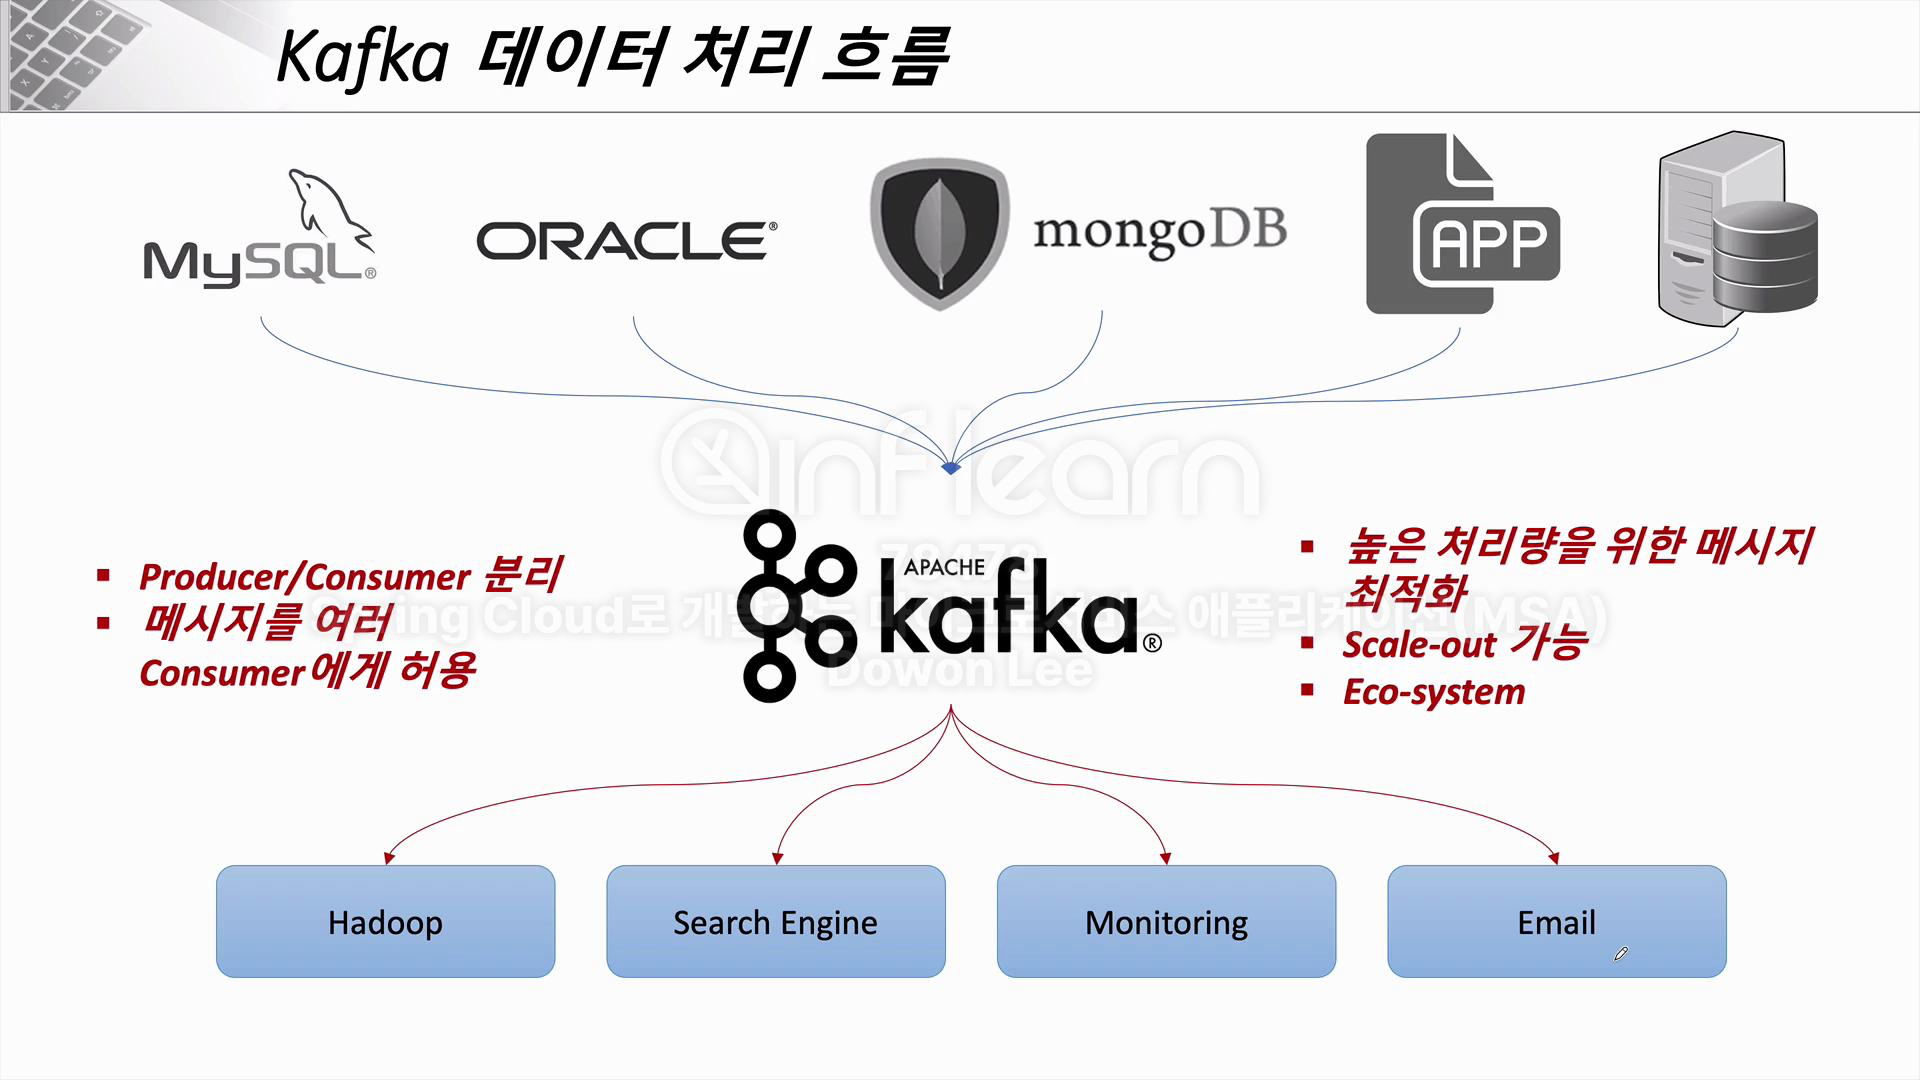 Kafka 데이터 처리 흐름
MySQL®
ORACLE®
mongoDB
APP
inflearn
78473
Spring Cloud로 개발하는 마이크로서비스 애플리케이션(MSA)
Dowon Lee
▪ Producer/Consumer 분리
▪ 메시지를 여러
Consumer에게 허용
APACHE
kafka®
▪ 높은 처리량을 위한 메시지
최적화
▪ Scale-out 가능
▪ Eco-system
Hadoop
Search Engine
Monitoring
Email